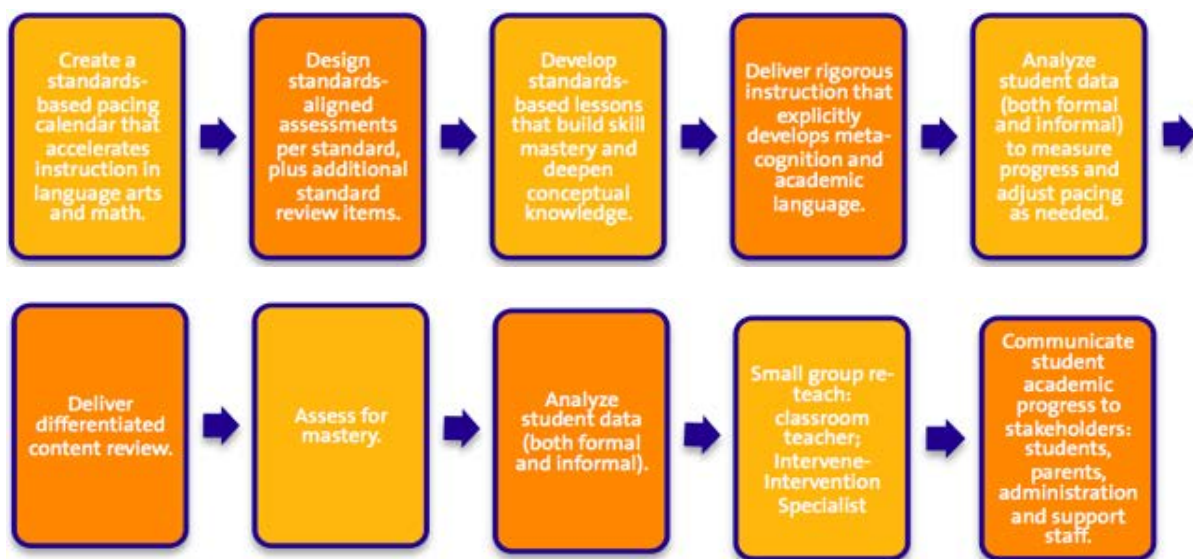 Create a
standards-
based pacing
calendar that
accelerates
instruction in
language arts
and math.
Design
standards-
aligned
assessments
per standard,
plus additional
standard
review items.
Develop
standards-
based lessons
that build skill
mastery and
deepen
conceptual
knowledge.
Deliver rigorous
instruction that
explicitly
develops meta-
cognition and
academic
language.
Analyze
student data
(both formal
and informal)
to measure
progress and
adjust pacing
as needed.
Deliver
differentiated
content review.
Assess for
mastery.
Analyze
student data
(both formal
and informal).
Small group re-
teach:
classroom
teacher;
Intervene-
Intervention
Specialist
Communicate
student
academic
progress to
stakeholders:
students,
parents,
administration
and support
staff.